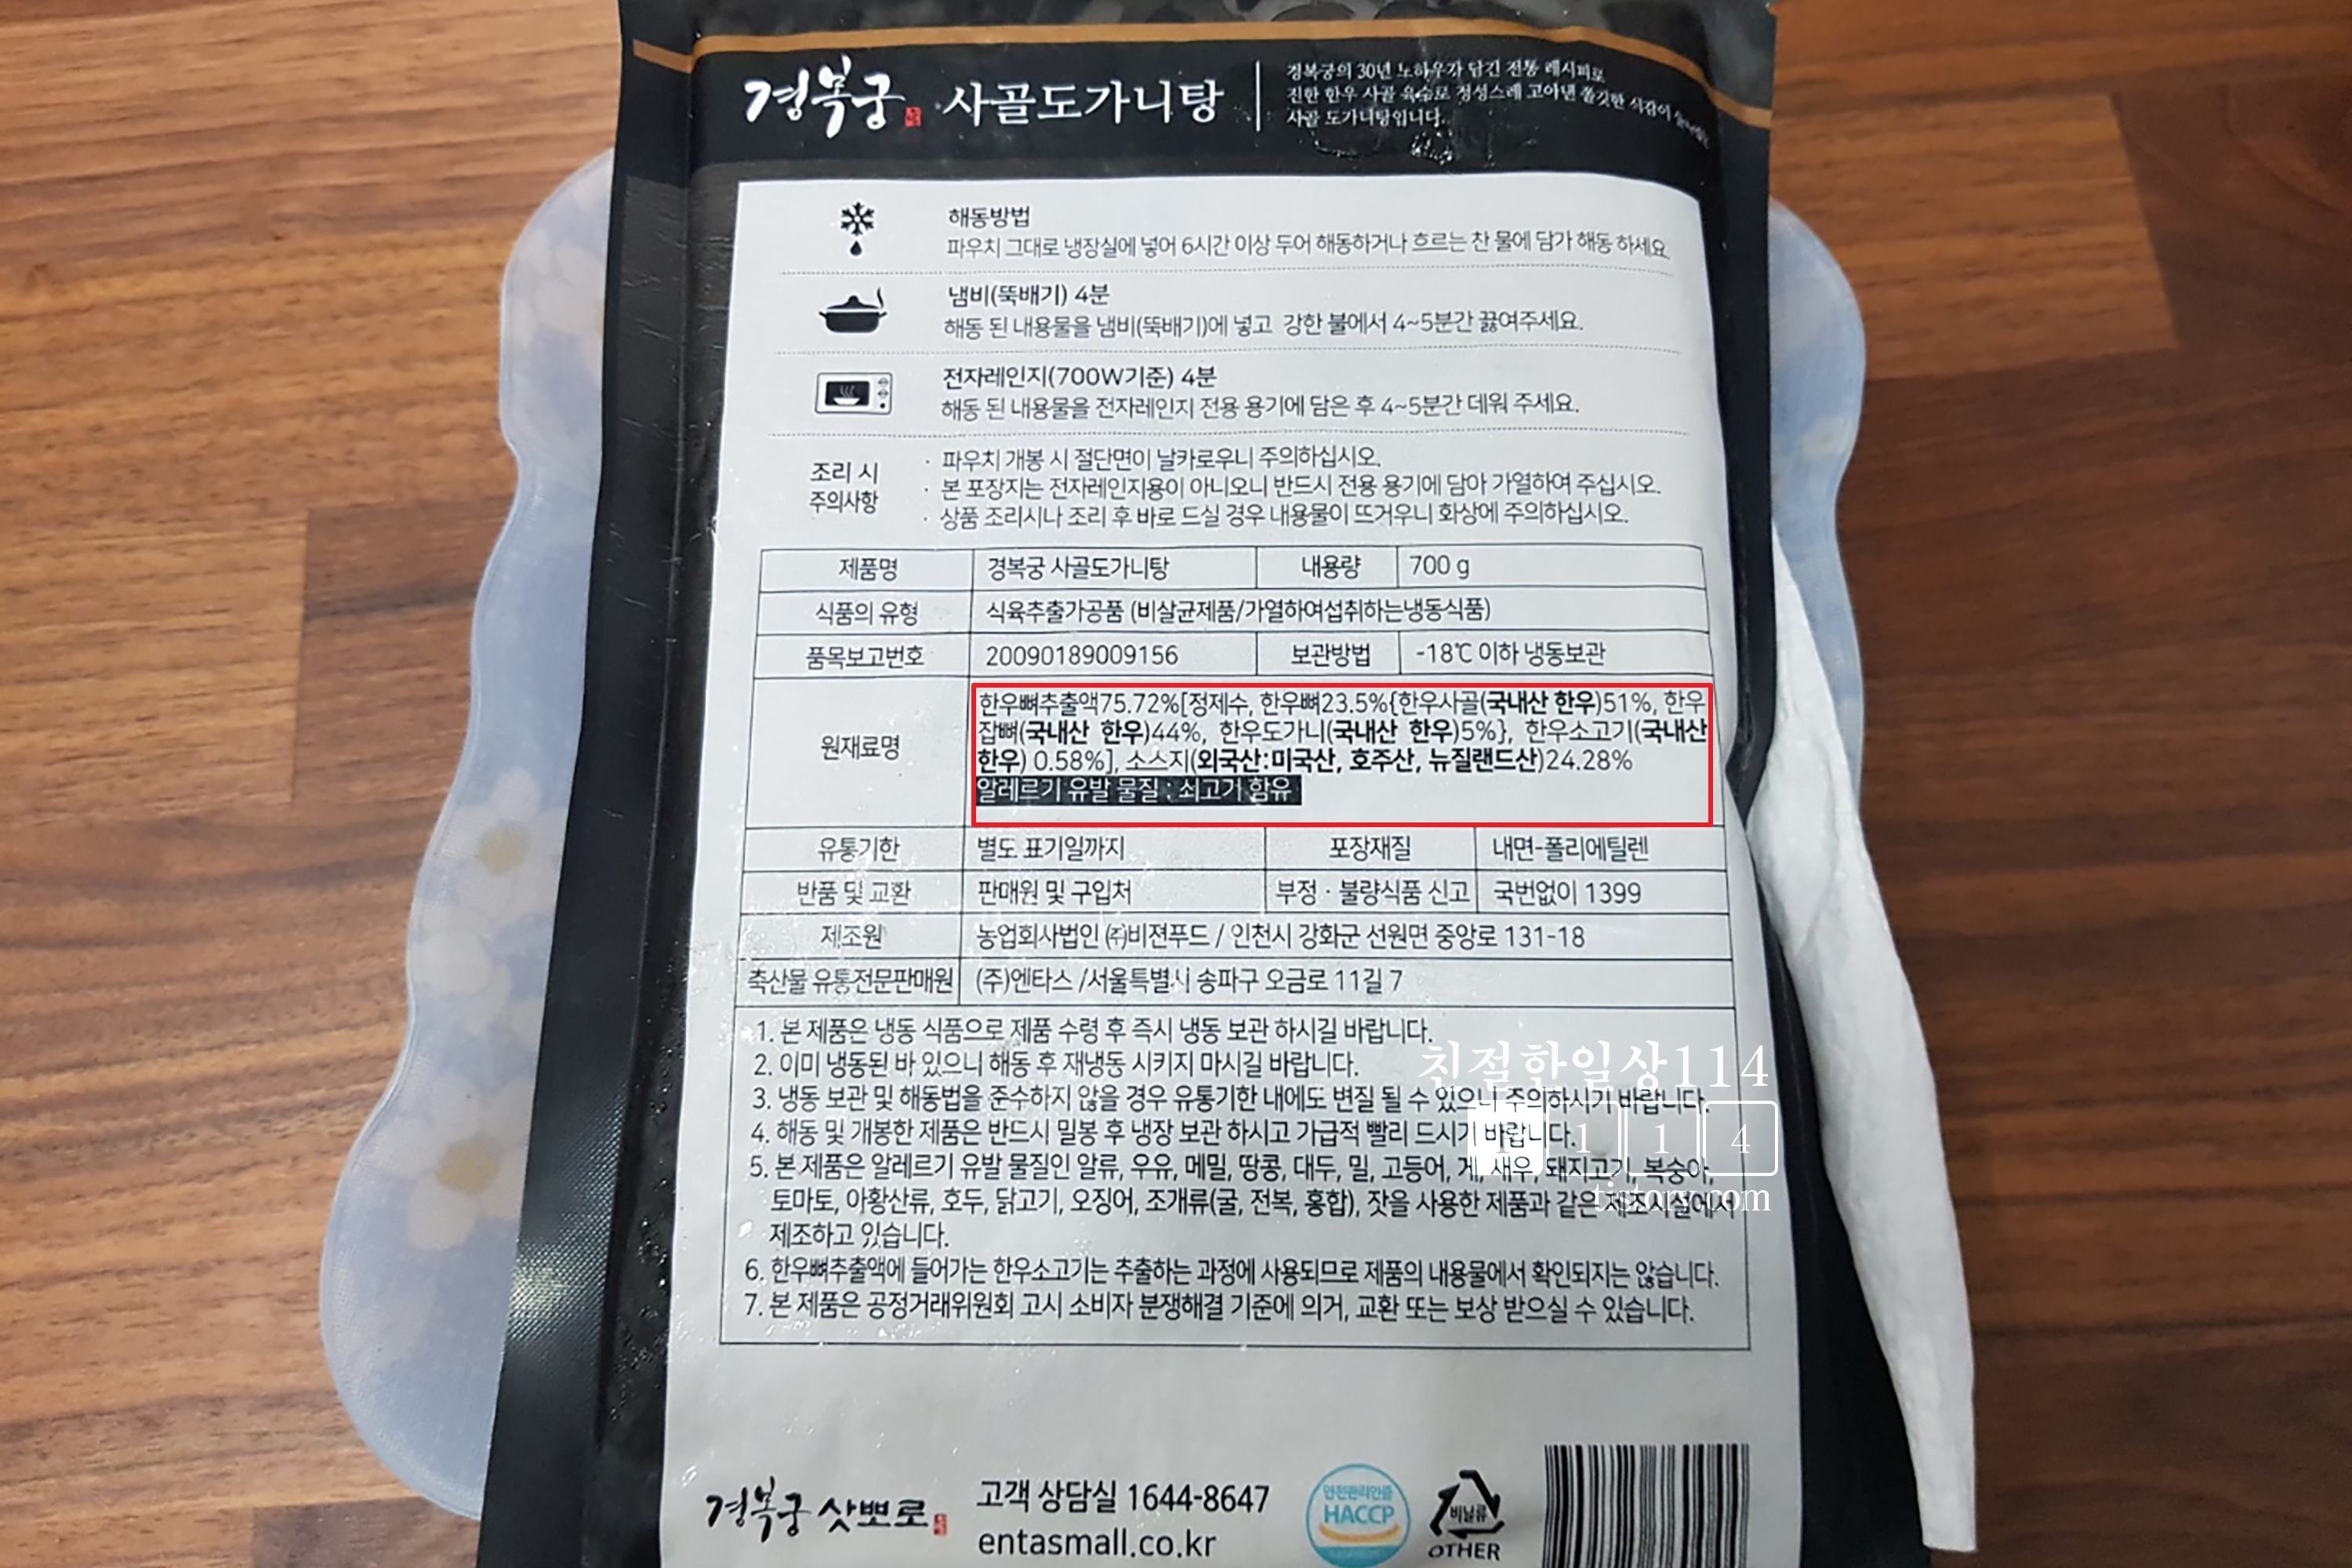 경복궁 사골도가니탕
경복궁의 30년 노하우가 담긴 전통 레시피로
진한 한우 사골 육수로 정성스레 고아낸 쫄깃한 식감이
사골 도가니탕입니다.
해동방법
파우치 그대로 냉장실에 넣어 6시간 이상 두어 해동하거나 흐르는 찬 물에 담가 해동 하세요.
냄비(뚝배기) 4분
해동 된 내용물을 냄비(뚝배기)에 넣고 강한 불에서 4~5분간 끓여주세요.
전자레인지(700W기준) 4분
해동 된 내용물을 전자레인지 전용 용기에 담은 후 4~5분간 데워 주세요.
조리 시
주의사항
· 파우치 개봉 시 절단면이 날카로우니 주의하십시오.
· 본 포장지는 전자레인지용이 아니오니 반드시 전용 용기에 담아 가열하여 주십시오.
· 상품 조리시나 조리 후 바로 드실 경우 내용물이 뜨거우니 화상에 주의하십시오.
제품명 경복궁 사골도가니탕 내용량 700 g
식품의 유형 식육추출가공품 (비살균제품/가열하여섭취하는냉동식품)
품목보고번호 20090189009156 보관방법 -18℃ 이하 냉동보관
원재료명
한우뼈추출액75.72%[정제수, 한우뼈23.5%{한우사골(국내산 한우)51%, 한우
잡뼈(국내산 한우)44%, 한우도가니(국내산 한우)5%}, 한우소고기(국내산
한우) 0.58%], 소스지(외국산:미국산, 호주산, 뉴질랜드산)24.28%
알레르기 유발 물질 : 쇠고기 함유
유통기한 별도 표기일까지 포장재질 내면-폴리에틸렌
반품 및 교환 판매원 및 구입처 부정 · 불량식품 신고 국번없이 1399
제조원 농업회사법인 ㈜비젼푸드 / 인천시 강화군 선원면 중앙로 131-18
축산물 유통전문판매원 (주)엔타스 /서울특별시 송파구 오금로 11길 7
1. 본 제품은 냉동 식품으로 제품 수령 후 즉시 냉동 보관 하시길 바랍니다.
2. 이미 냉동된 바 있으니 해동 후 재냉동 시키지 마시길 바랍니다.
3. 냉동 보관 및 해동법을 준수하지 않을 경우 유통기한 내에도 변질 될 수 있으니 주의하시기 바랍니다.
4. 해동 및 개봉한 제품은 반드시 밀봉 후 냉장 보관 하시고 가급적 빨리 드시기 바랍니다.
5. 본 제품은 알레르기 유발 물질인 알류, 우유, 메밀, 땅콩, 대두, 밀, 고등어, 게, 새우, 돼지고기, 복숭아,
토마토, 아황산류, 호두, 닭고기, 오징어, 조개류(굴, 전복, 홍합), 잣을 사용한 제품과 같은 제조시설에서
제조하고 있습니다.
6. 한우뼈추출액에 들어가는 한우소고기는 추출하는 과정에 사용되므로 제품의 내용물에서 확인되지는 않습니다.
7. 본 제품은 공정거래위원회 고시 소비자 분쟁해결 기준에 의거, 교환 또는 보상 받으실 수 있습니다.
친절한일상114
1 1 4
tistory.com
경복궁 삿뽀로
고객 상담실 1644-8647
entasmall.co.kr
안전관리인증
HACCP
비닐류
OTHER